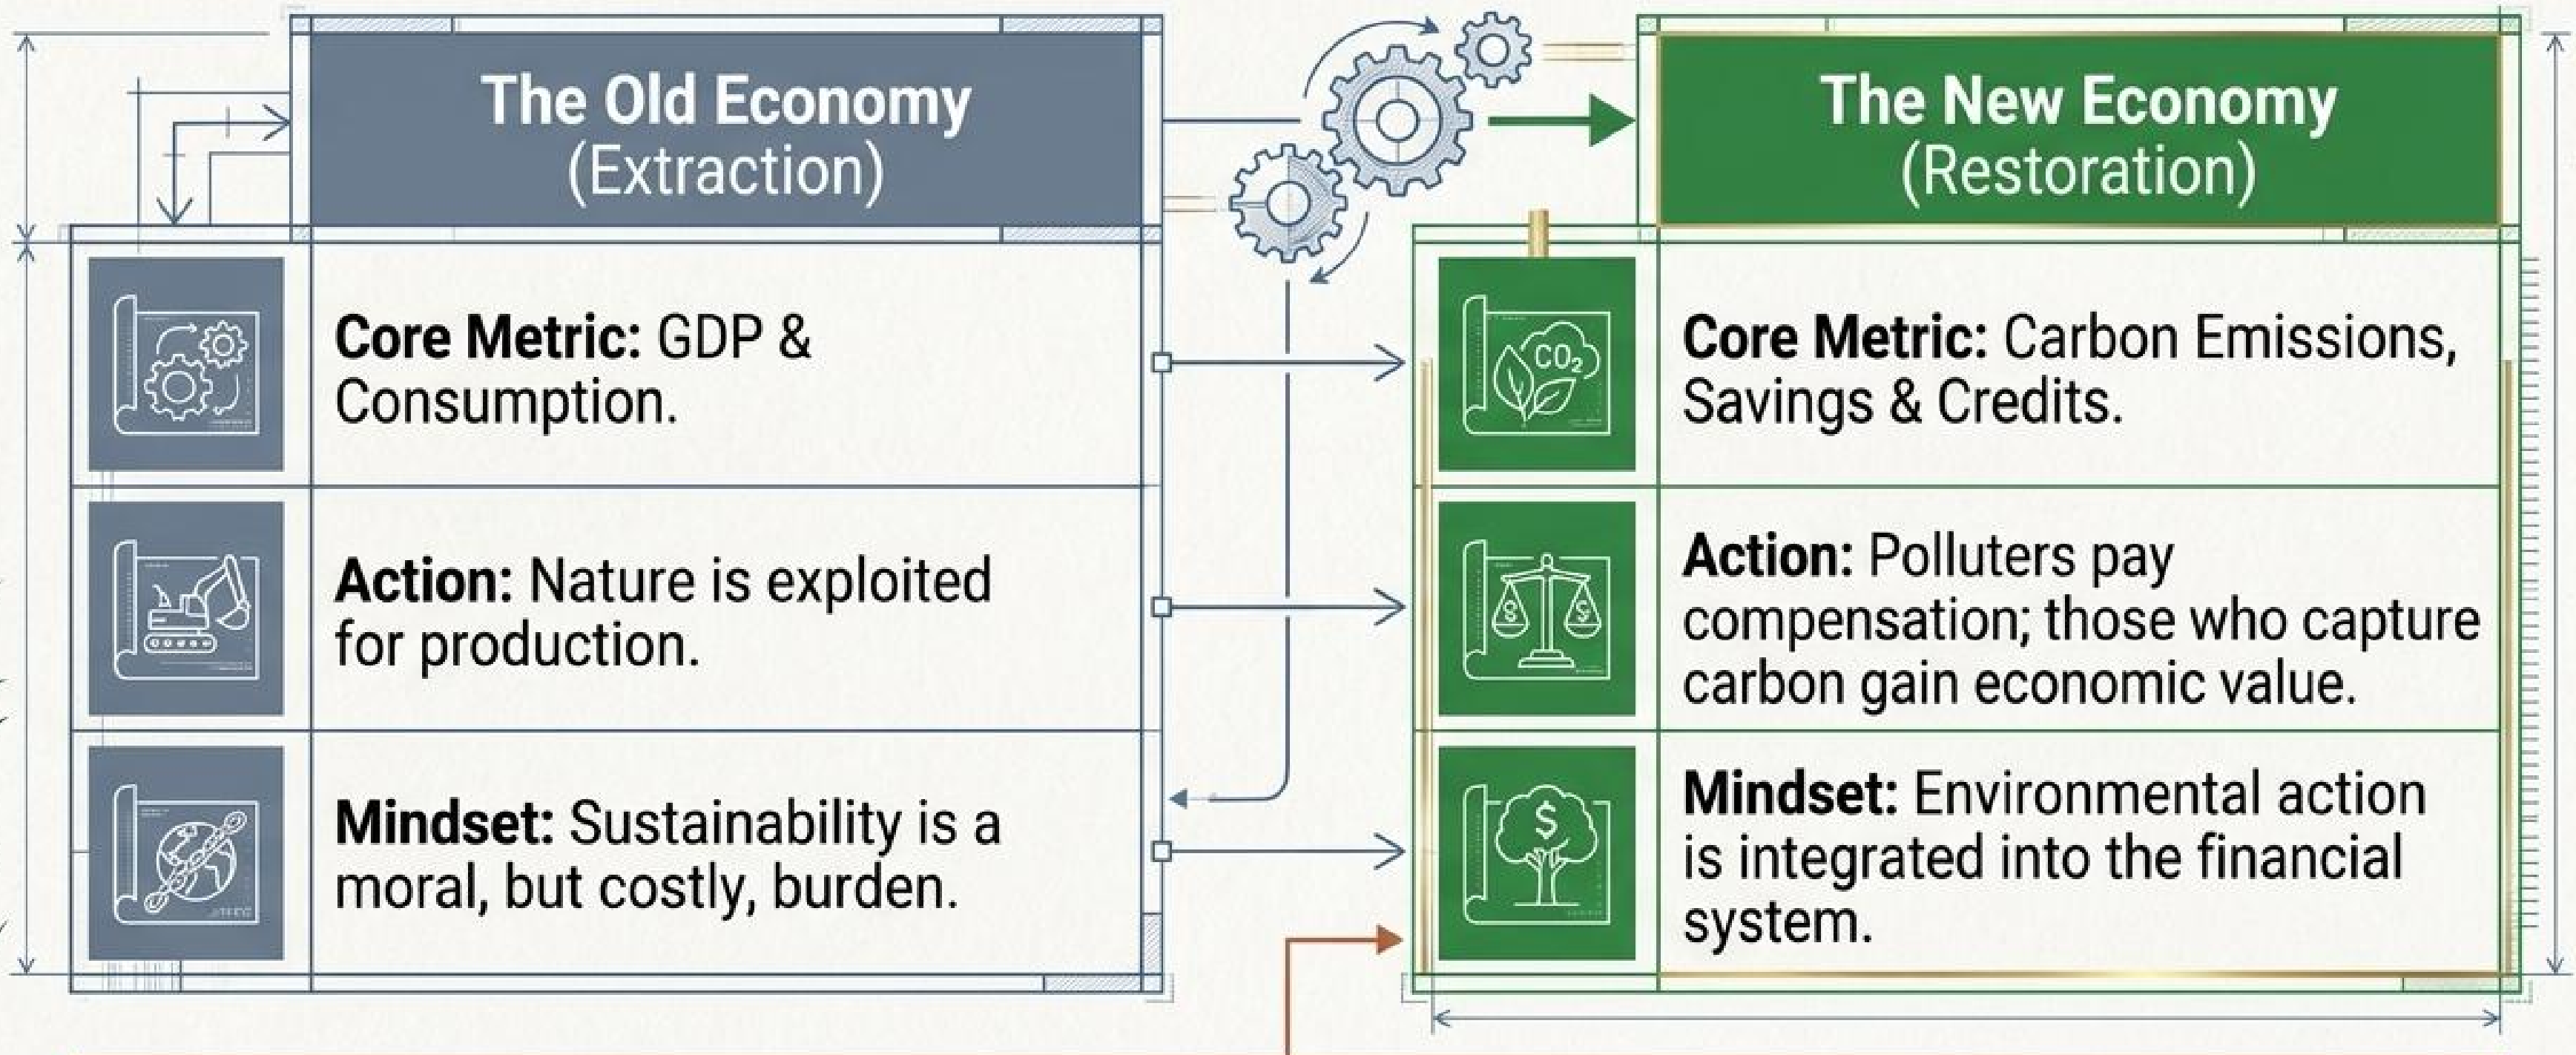 The Old Economy
(Extraction)
Core Metric: GDP &
Consumption.
Action: Nature is exploited
for production.
Mindset: Sustainability is a
moral, but costly, burden.
The New Economy
(Restoration)
CO₂
Core Metric: Carbon Emissions,
Savings & Credits.
$ $
Action: Polluters pay
compensation; those who capture
carbon gain economic value.
$
Mindset: Environmental action
is integrated into the financial
system.